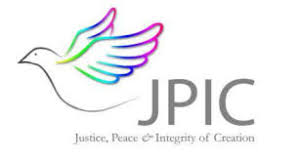 JPIC
Justice, Peace & Integrity of Creation